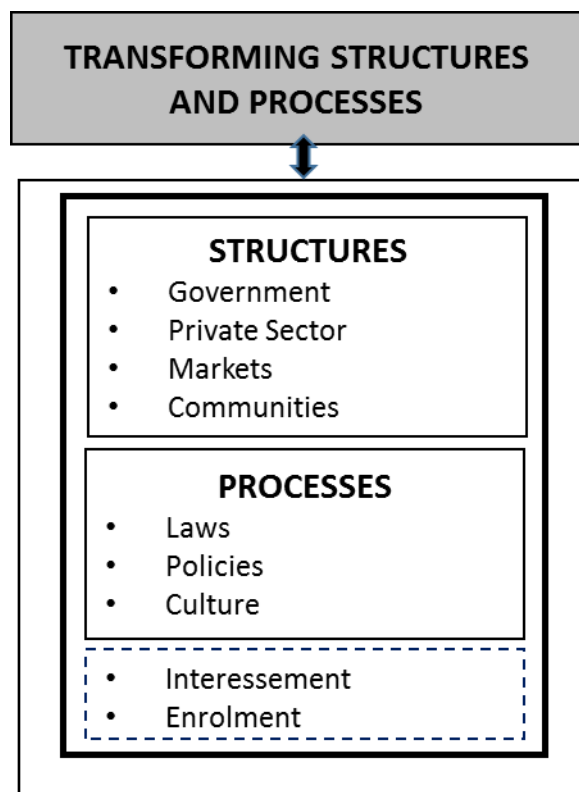 TRANSFORMING STRUCTURES
AND PROCESSES
STRUCTURES
• Government
• Private Sector
• Markets
• Communities
PROCESSES
• Laws
• Policies
• Culture
• Interessement
• Enrolment